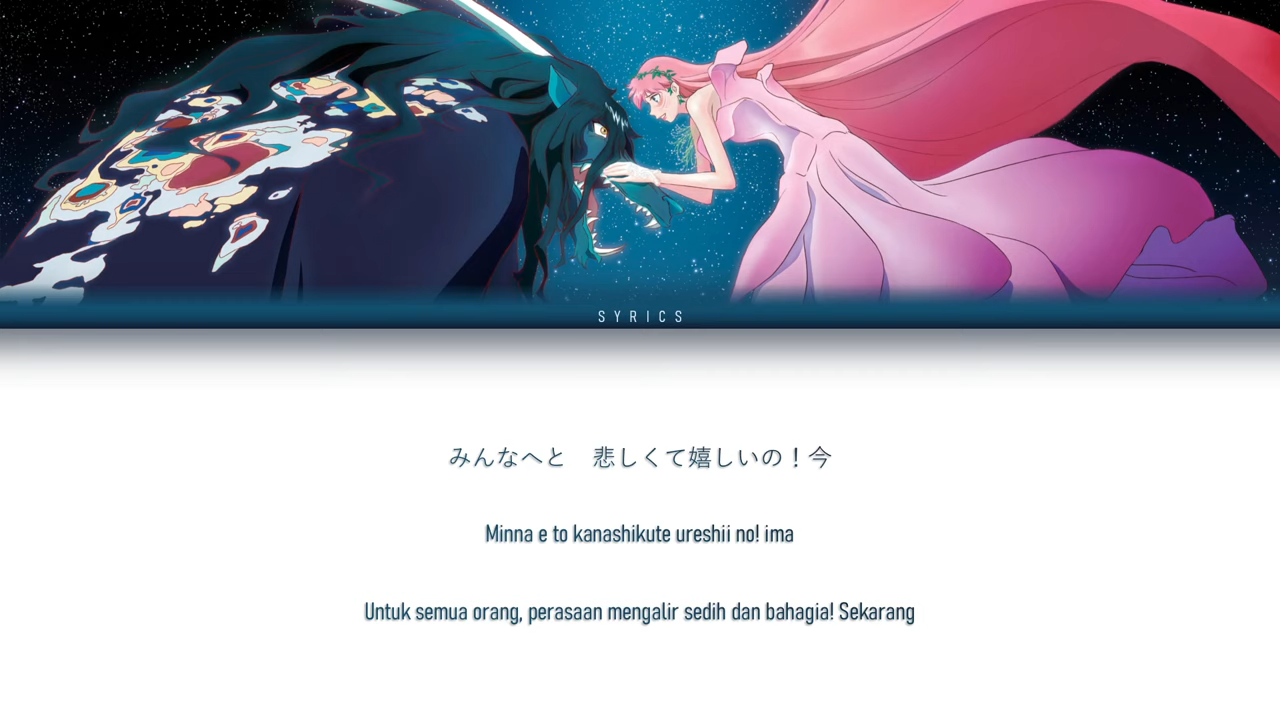 SYRICS
みんなへと　悲しくて嬉しいの！今
Minna e to kanashikute ureshii no! ima
Untuk semua orang, perasaan mengalir sedih dan bahagia! Sekarang